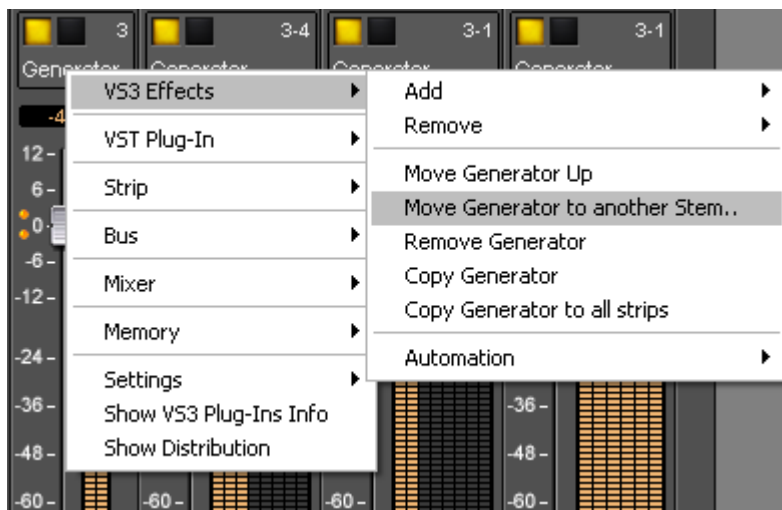 3 3-4 3-1 3-1
Generator
VS3 Effects
VST Plug-In
Strip
Bus
Mixer
Memory
Settings
Show VS3 Plug-Ins Info
Show Distribution
Add
Remove
Move Generator Up
Move Generator to another Stem..
Remove Generator
Copy Generator
Copy Generator to all strips
Automation
-4
12
6
0
-6
-12
-24
-36
-48
-60
-60
-60
-36
-48
-60